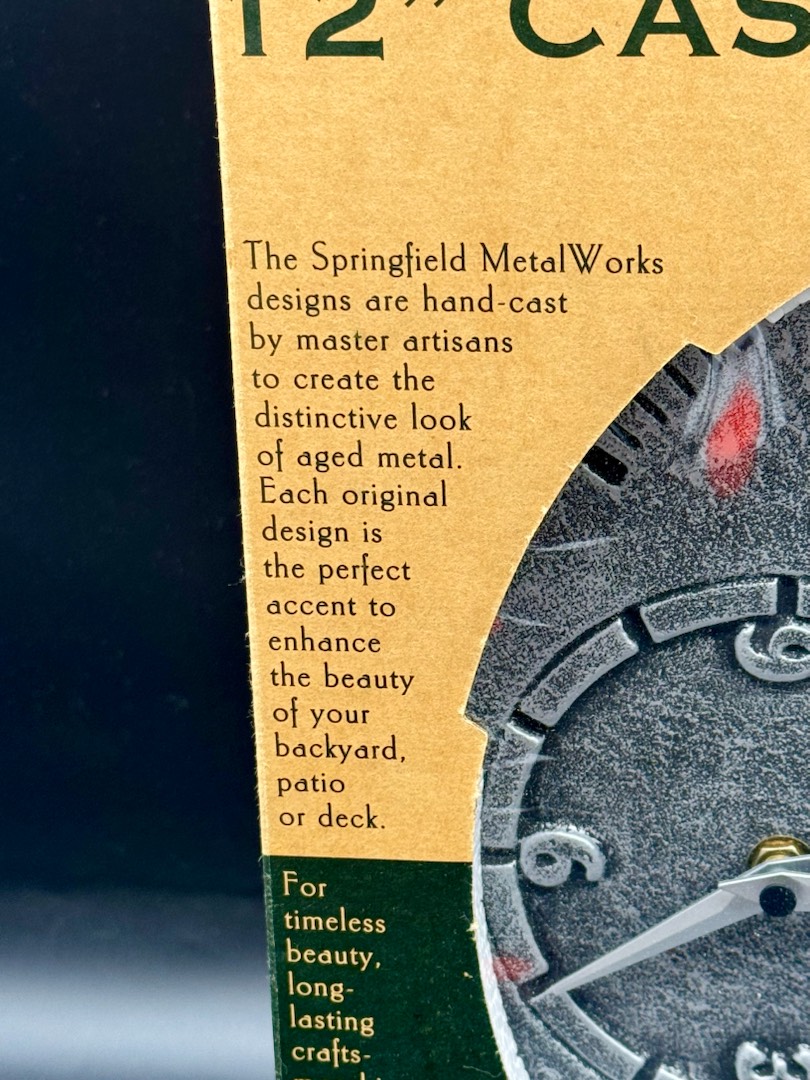 12" CAS
The Springfield MetalWorks
designs are hand-cast
by master artisans
to create the
distinctive look
of aged metal.
Each original
design is
the perfect
accent to
enhance
the beauty
of your
backyard,
patio
or deck.
For
timeless
beauty,
long-
lasting
crafts-